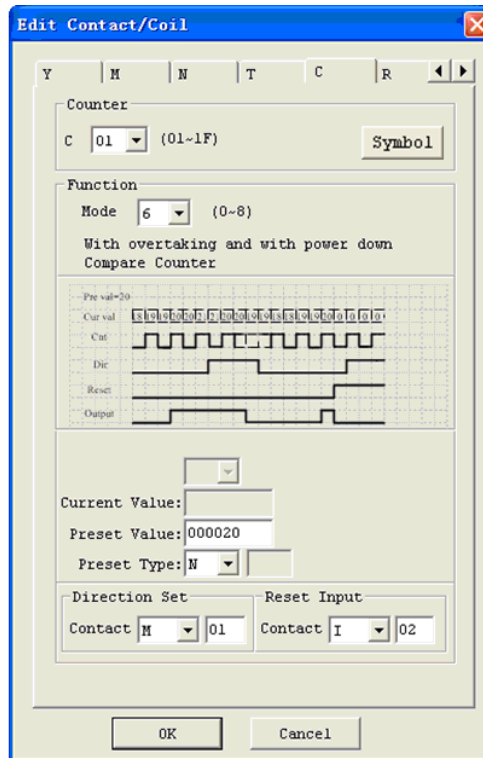 Edit Contact/Coil
Y M N T C R
Counter
C 01 (01~1F) Symbol
Function
Mode 6 (0~8)
With overtaking and with power down
Compare Counter
Pre val=20
Cur val
Cnt
Dir
Reset
Output
Current Value:
Preset Value: 000020
Preset Type: N
Direction Set Reset Input
Contact M 01 Contact I 02
OK Cancel